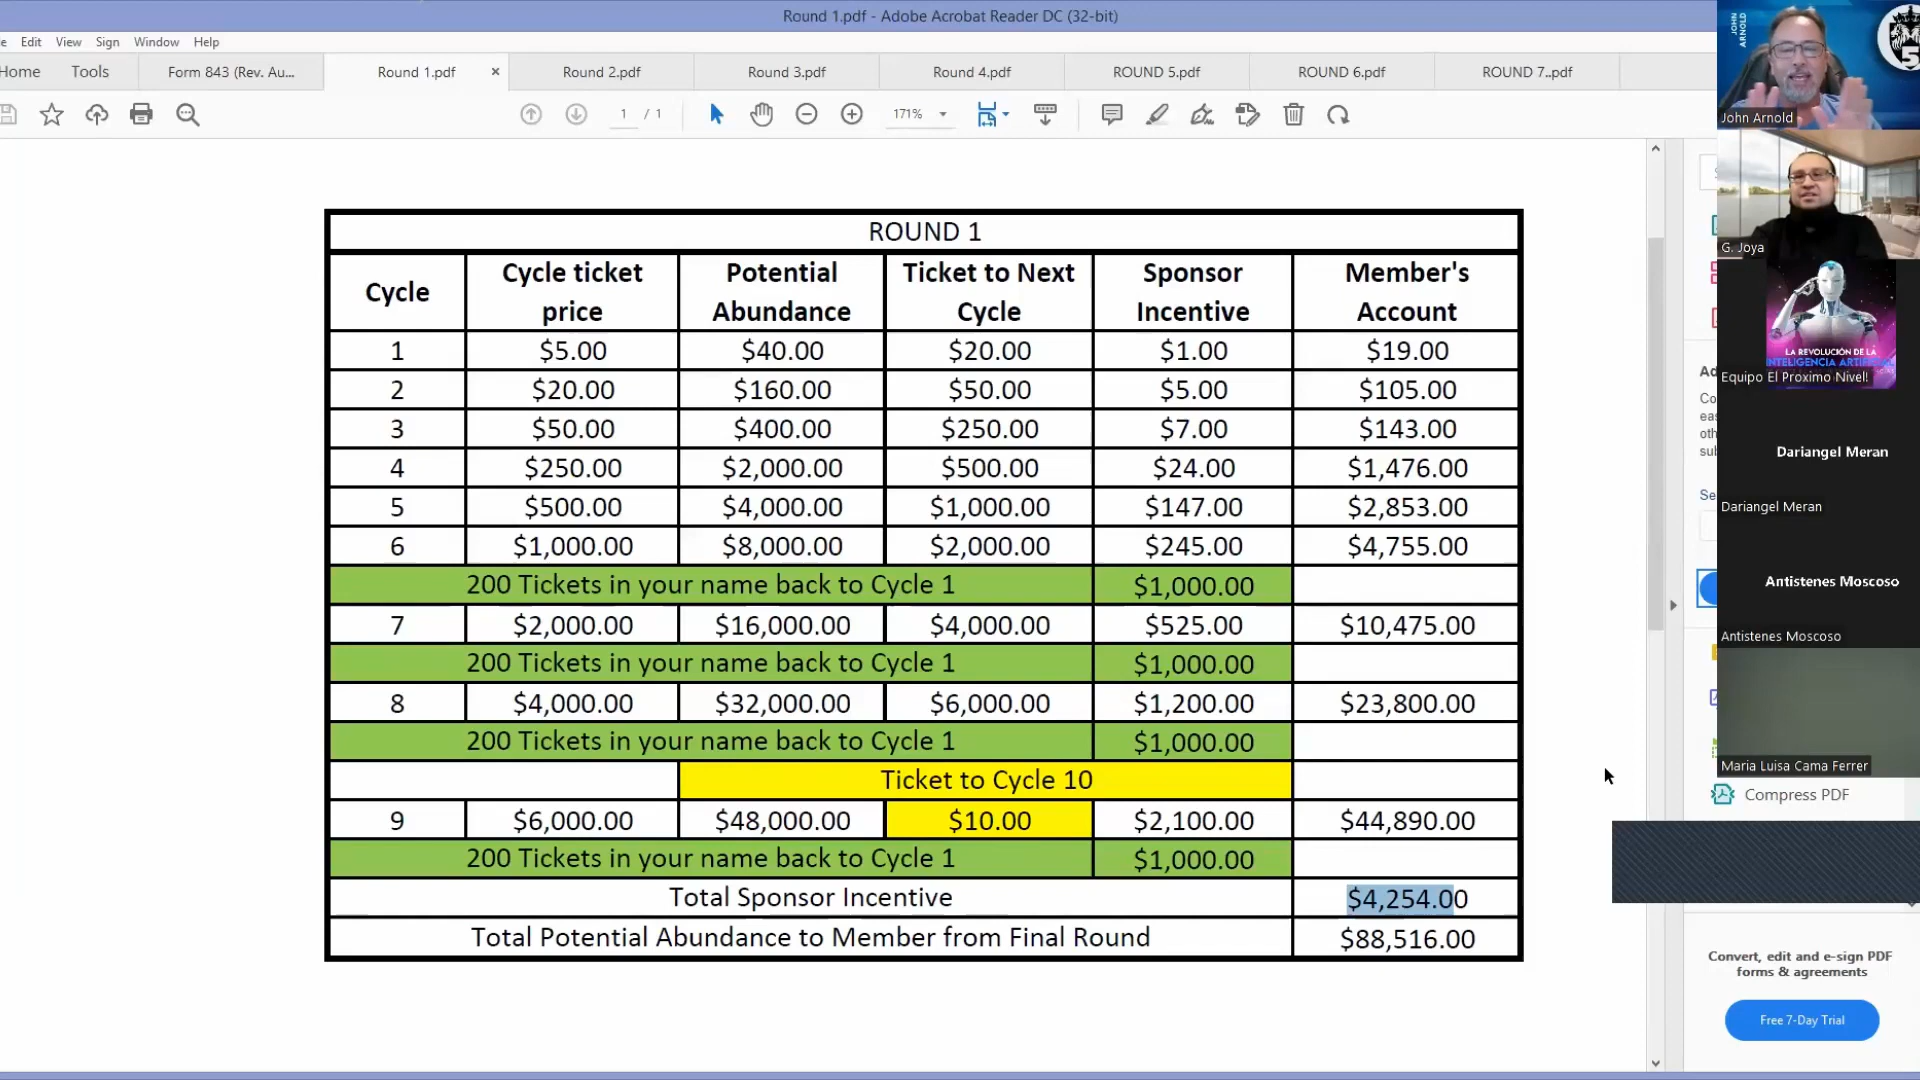 Round 1.pdf - Adobe Acrobat Reader DC (32-bit)
Edit View Sign Window Help
Home Tools Form 843 (Rev. Au... Round 1.pdf × Round 2.pdf Round 3.pdf Round 4.pdf ROUND 5.pdf ROUND 6.pdf ROUND 7..pdf
1 / 1 171%
ROUND 1
Cycle Cycle ticket price Potential Abundance Ticket to Next Cycle Sponsor Incentive Member's Account
1 $5.00 $40.00 $20.00 $1.00 $19.00
2 $20.00 $160.00 $50.00 $5.00 $105.00
3 $50.00 $400.00 $250.00 $7.00 $143.00
4 $250.00 $2,000.00 $500.00 $24.00 $1,476.00
5 $500.00 $4,000.00 $1,000.00 $147.00 $2,853.00
6 $1,000.00 $8,000.00 $2,000.00 $245.00 $4,755.00
200 Tickets in your name back to Cycle 1 $1,000.00
7 $2,000.00 $16,000.00 $4,000.00 $525.00 $10,475.00
200 Tickets in your name back to Cycle 1 $1,000.00
8 $4,000.00 $32,000.00 $6,000.00 $1,200.00 $23,800.00
200 Tickets in your name back to Cycle 1 $1,000.00
Ticket to Cycle 10
9 $6,000.00 $48,000.00 $10.00 $2,100.00 $44,890.00
200 Tickets in your name back to Cycle 1 $1,000.00
Total Sponsor Incentive $4,254.00
Total Potential Abundance to Member from Final Round $88,516.00
JOHN ARNOLD
M 5
John Arnold
G. Joya
LA REVOLUCIÓN DE LA
INTELIGENCIA ARTIFICIAL
Equipo El Proximo Nivel!
Dariangel Meran
Dariangel Meran
Antistenes Moscoso
Antistenes Moscoso
Maria Luisa Cama Ferrer
Compress PDF
Convert, edit and e-sign PDF
forms & agreements
Free 7-Day Trial